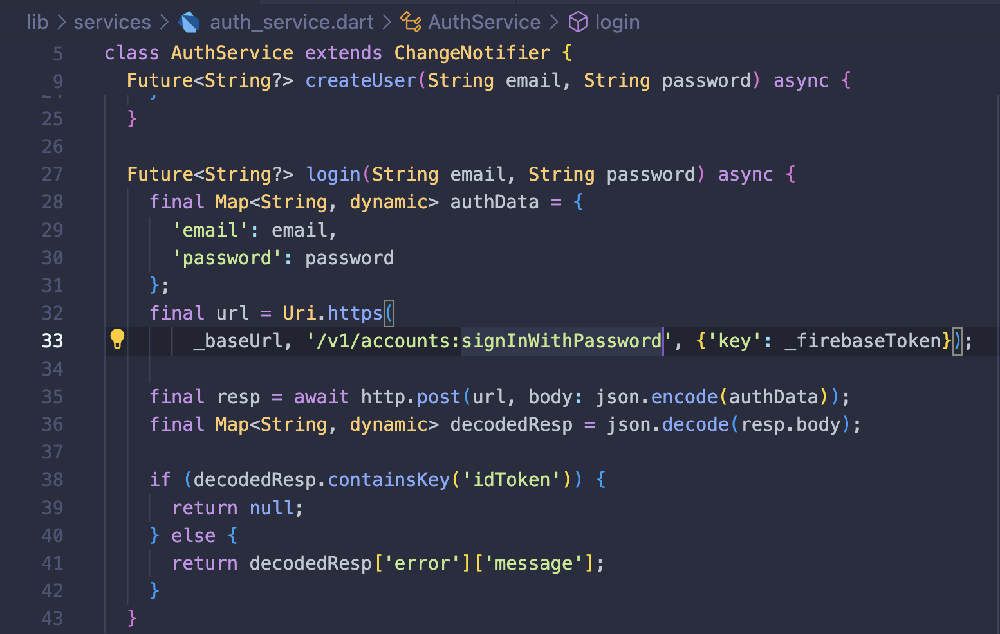 lib > services > auth_service.dart > AuthService > login
5 class AuthService extends ChangeNotifier {
9 Future<String?> createUser(String email, String password) async {
24 }
25 }
26
27 Future<String?> login(String email, String password) async {
28 final Map<String, dynamic> authData = {
29 'email': email,
30 'password': password
31 };
32 final url = Uri.https(
33 _baseUrl, '/v1/accounts:signInWithPassword', {'key': _firebaseToken});
34
35 final resp = await http.post(url, body: json.encode(authData));
36 final Map<String, dynamic> decodedResp = json.decode(resp.body);
37
38 if (decodedResp.containsKey('idToken')) {
39 return null;
40 } else {
41 return decodedResp['error']['message'];
42 }
43 }